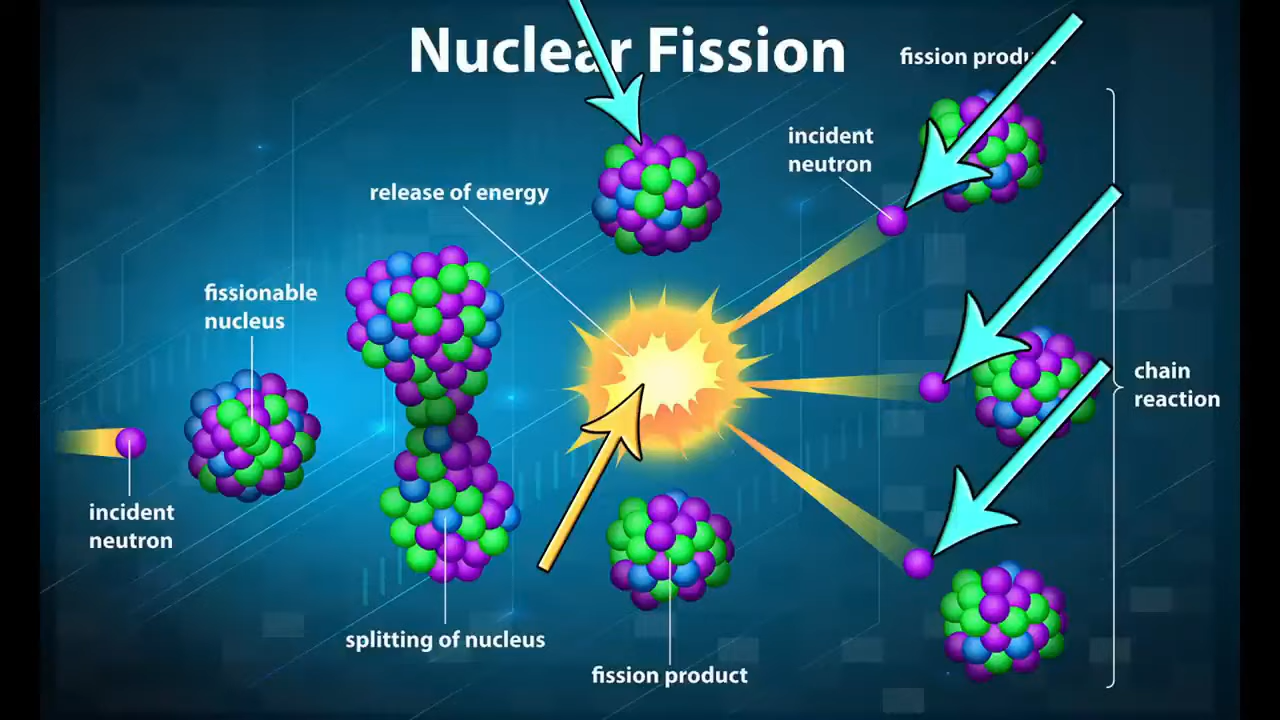 Nuclear Fission
fission
incident
neutron
release of energy
fissionable
nucleus
chain
reaction
incident
neutron
splitting of nucleus
fission product